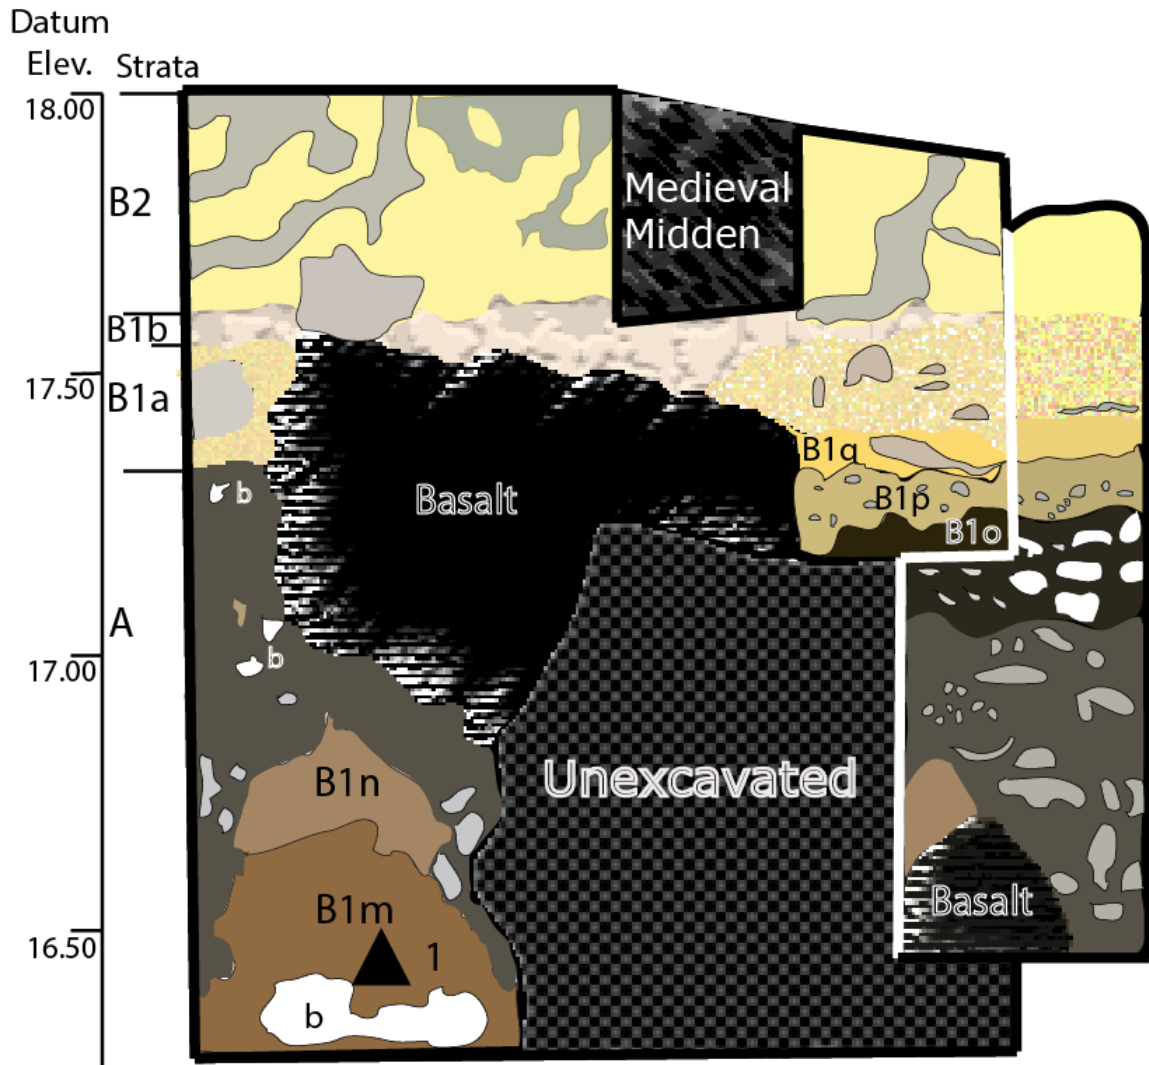 Datum
Elev. Strata
18.00
B2
Medieval
Midden
B1b
17.50
B1a
B1q
Basalt
B1p
b
B1o
A
17.00
b
B1n
Unexcavated
B1m
Basalt
16.50
1
b